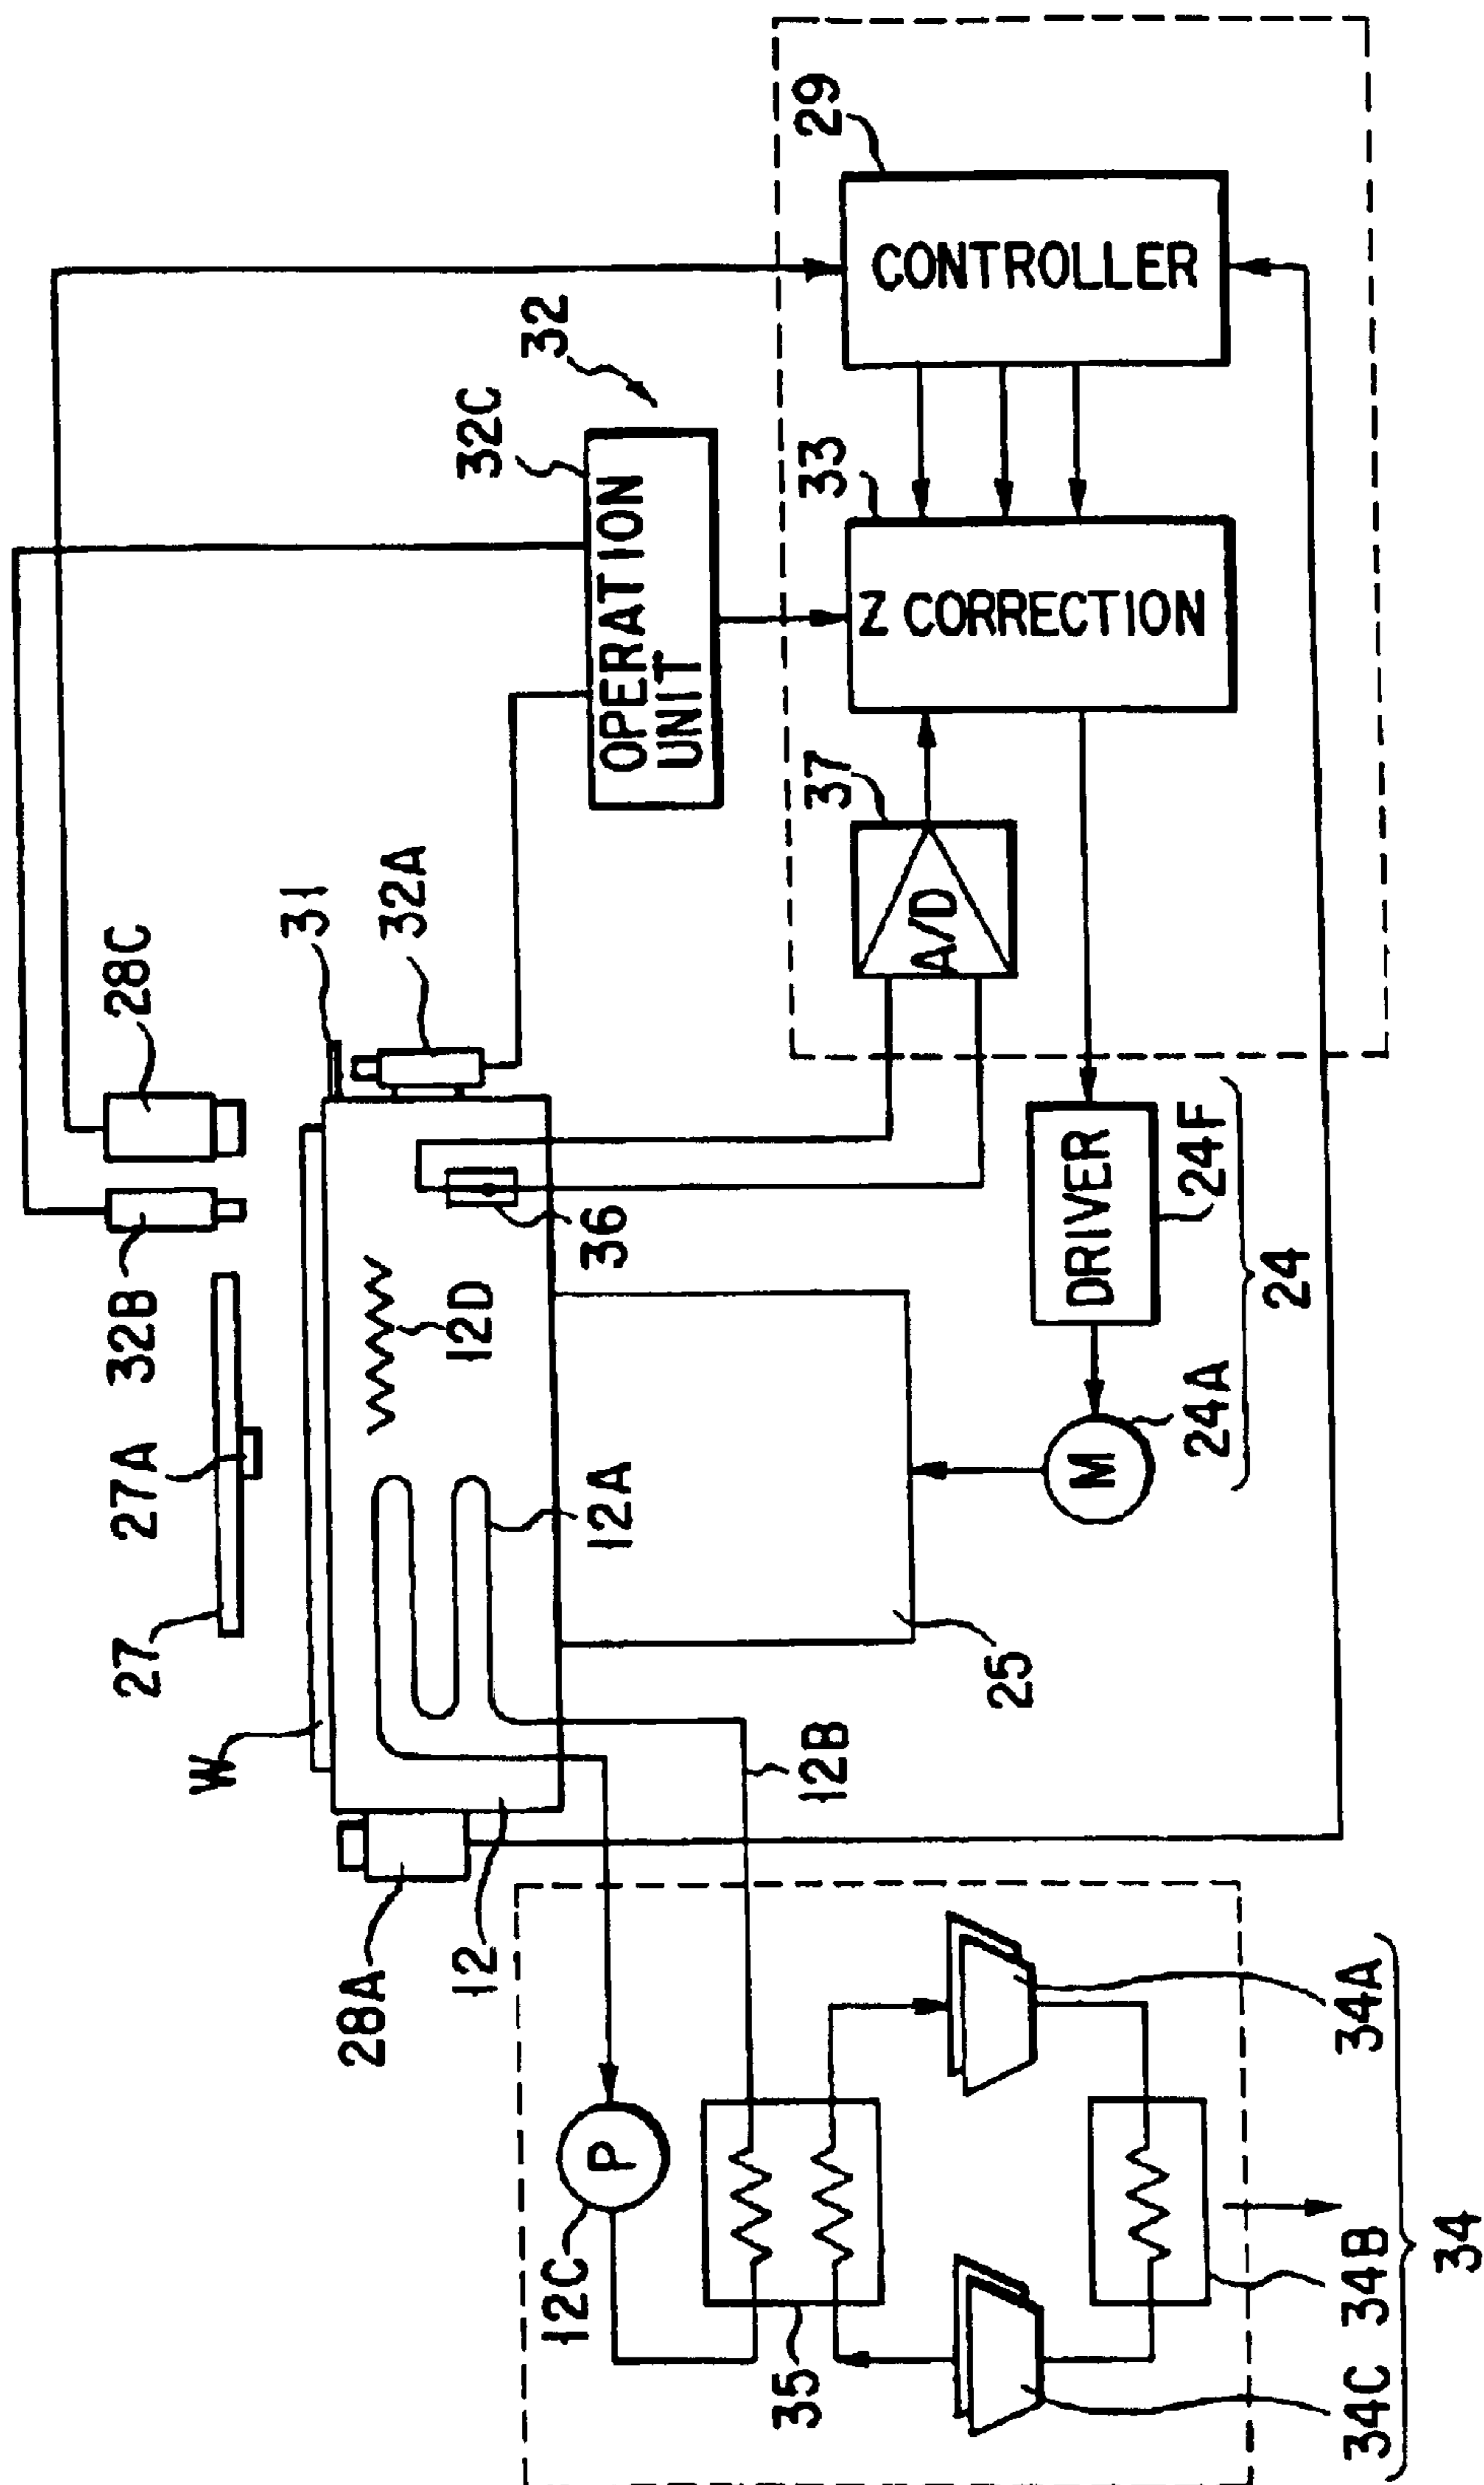 28C
31
32A
32C
32
29
CONTROLLER
OPERATION
UNIT
33
Z CORRECTION
37
A/D
32B
27A
27
W
12D
36
12A
12B
12
28A
25
DRIVER
24F
M
24A
24
P
12C
35
34A
34B
34C
34